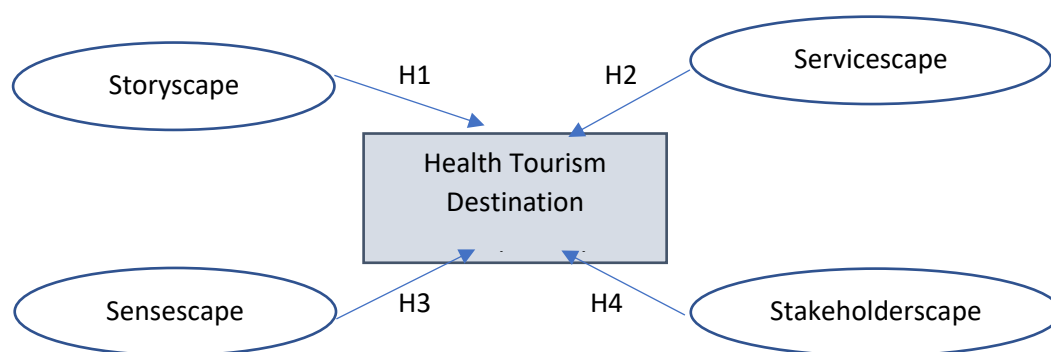 Storyscape
H1
H2
Servicescape
Health Tourism
Destination
Sensescape
H3
H4
Stakeholderscape